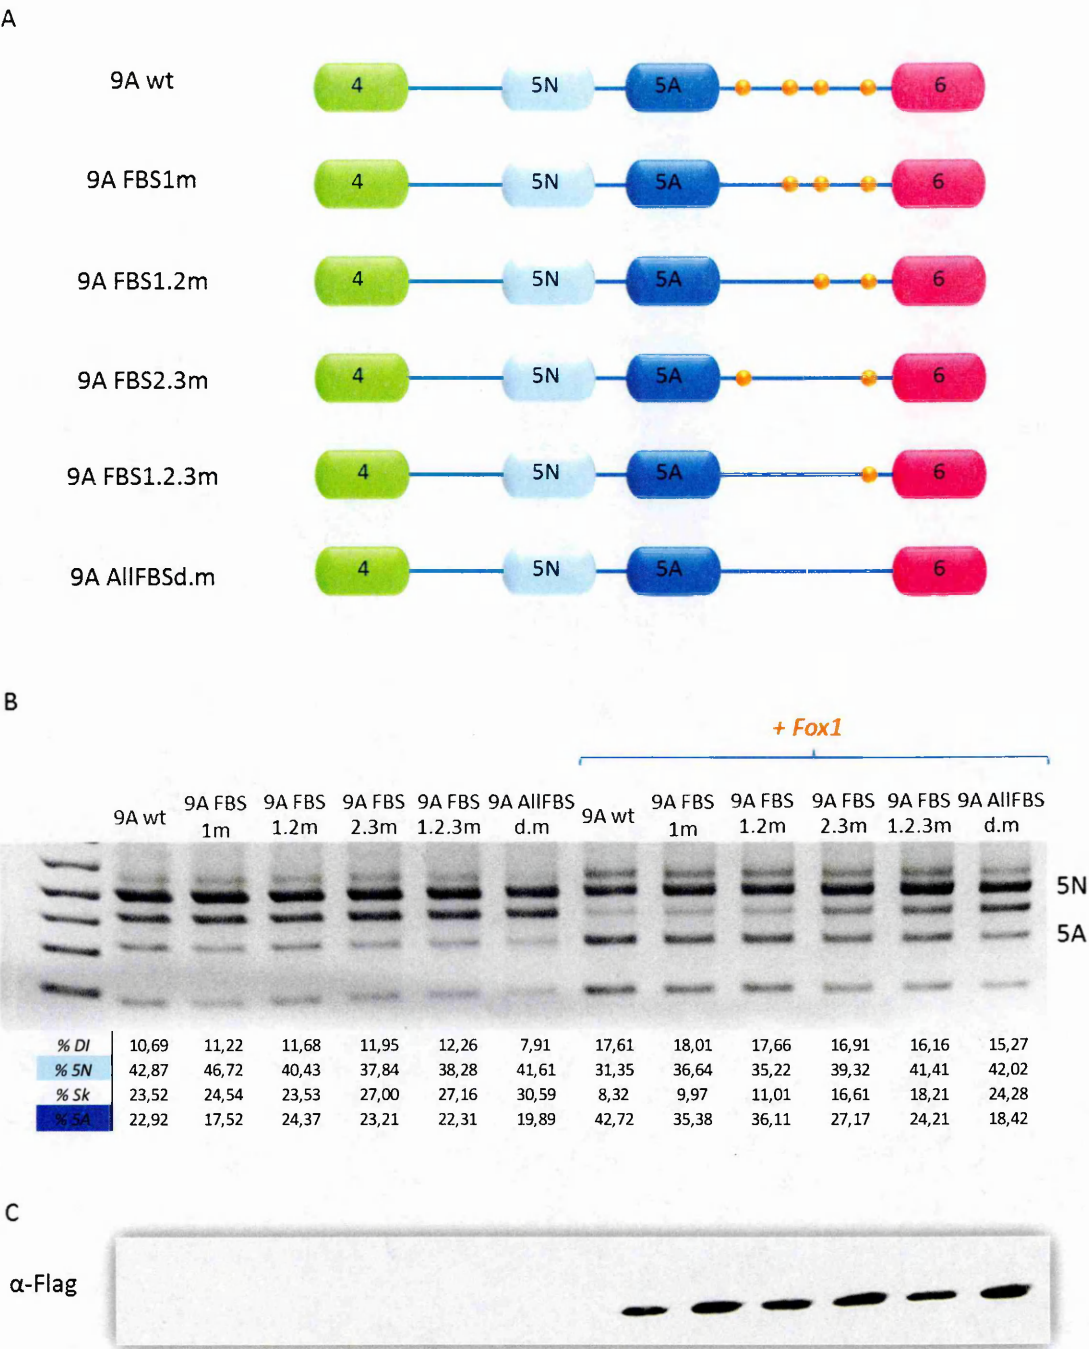 A
9A wt
4 5N 5A 6
9A FBS1m
4 5N 5A 6
9A FBS1.2m
4 5N 5A 6
9A FBS2.3m
4 5N 5A 6
9A FBS1.2.3m
4 5N 5A 6
9A AllFBSd.m
4 5N 5A 6
B
+ Fox1
9A wt 9A FBS 9A FBS 9A FBS 9A FBS 9A AllFBS 9A wt 9A FBS 9A FBS 9A FBS 9A FBS 9A AllFBS
1m 1.2m 2.3m 1.2.3m d.m 1m 1.2m 2.3m 1.2.3m d.m
5N
5A
% DI 10,69 11,22 11,68 11,95 12,26 7,91 17,61 18,01 17,66 16,91 16,16 15,27
% 5N 42,87 46,72 40,43 37,84 38,28 41,61 31,35 36,64 35,22 39,32 41,41 42,02
% Sk 23,52 24,54 23,53 27,00 27,16 30,59 8,32 9,97 11,01 16,61 18,21 24,28
% 5A 22,92 17,52 24,37 23,21 22,31 19,89 42,72 35,38 36,11 27,17 24,21 18,42
C
α-Flag